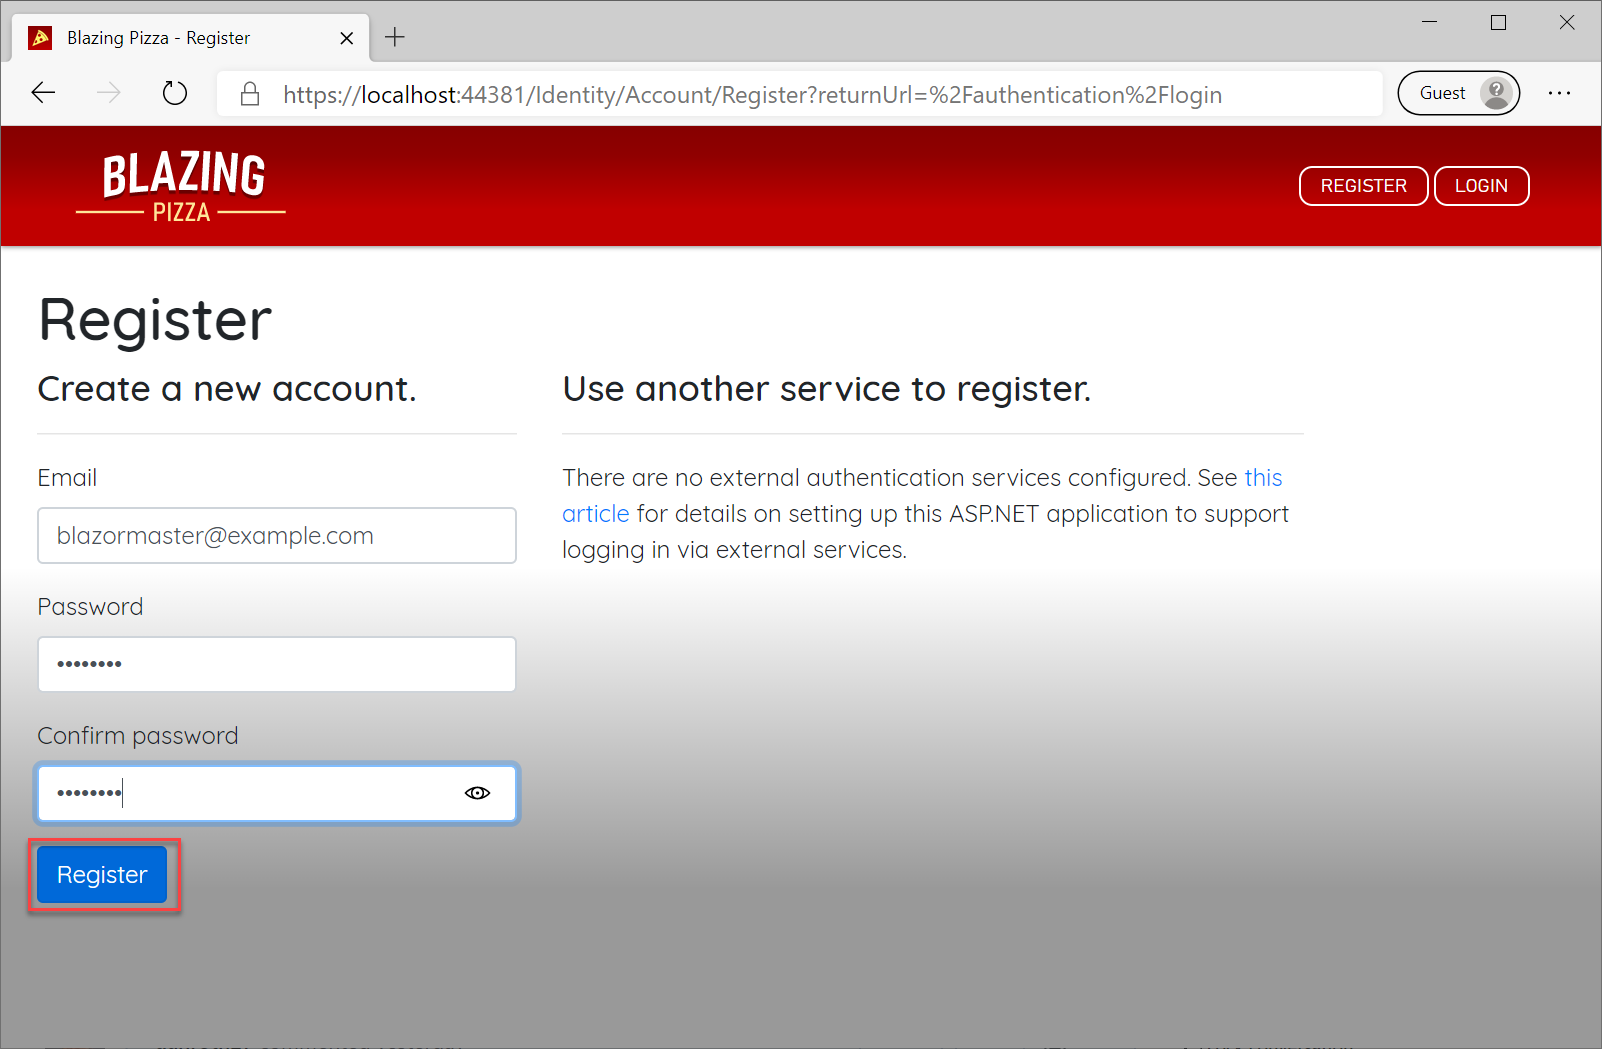 Blazing Pizza - Register
https://localhost:44381/Identity/Account/Register?returnUrl=%2Fauthentication%2Flogin
Guest
BLAZING
PIZZA
REGISTER
LOGIN
Register
Create a new account.
Email
blazormaster@example.com
Password
••••••••
Confirm password
••••••••
Register
Use another service to register.
There are no external authentication services configured. See this
article for details on setting up this ASP.NET application to support
logging in via external services.